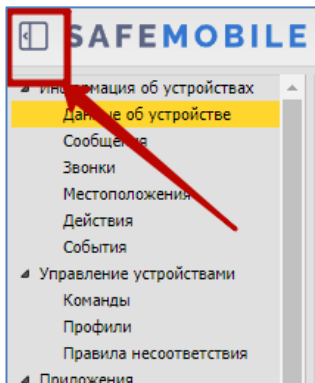 SAFEMOBILE
Информация об устройствах
Данные об устройстве
Сообщения
Звонки
Местоположения
Действия
События
Управление устройствами
Команды
Профили
Правила несоответствия
Приложения